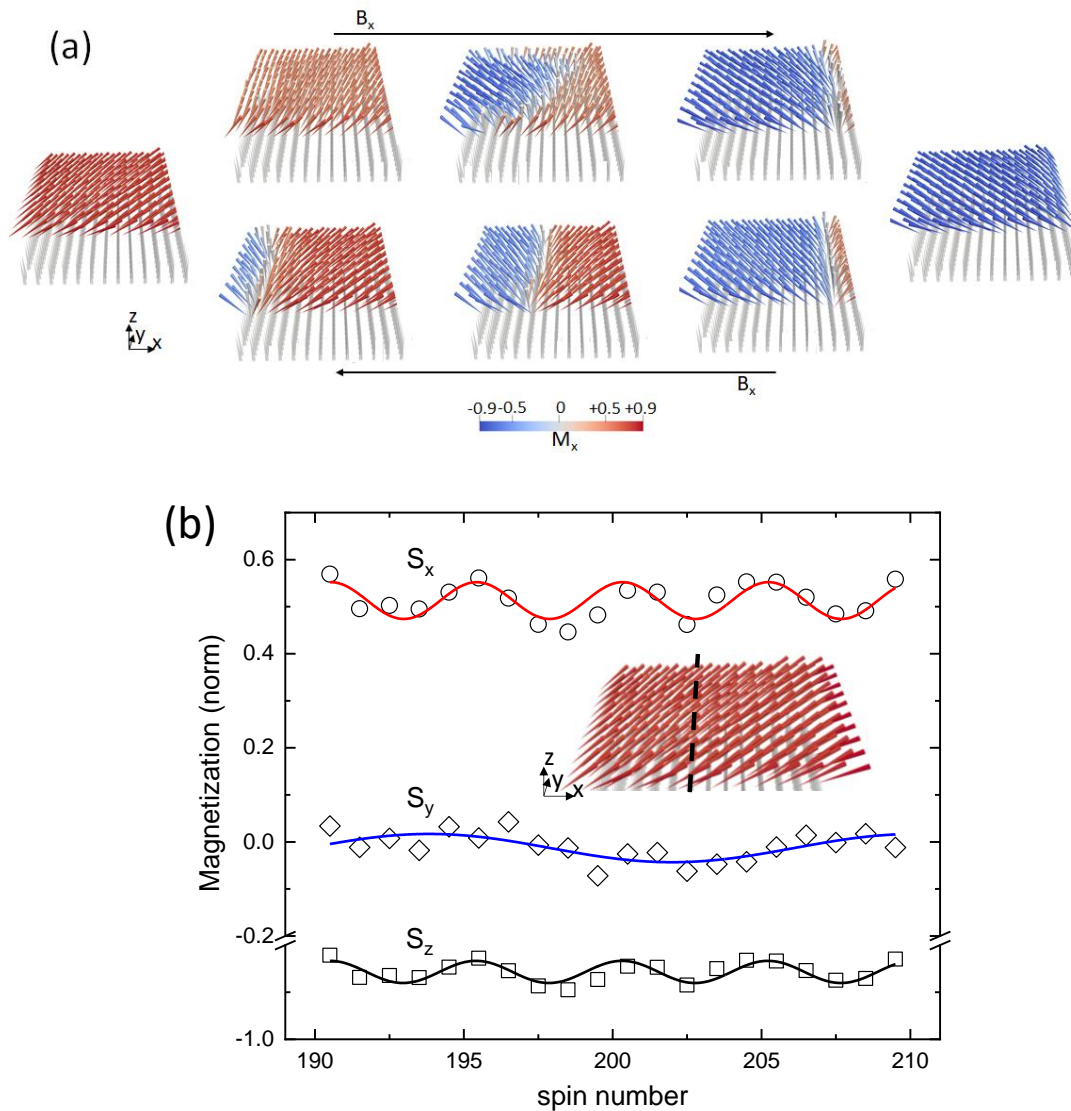 (a)
B_x
z
y
x
B_x
-0.9 -0.5 0 +0.5 +0.9
M_x
(b)
0.6
S_x
0.4
0.2
z
y
x
S_y
0.0
-0.2
S_z
-1.0
Magnetization (norm)
190 195 200 205 210
spin number